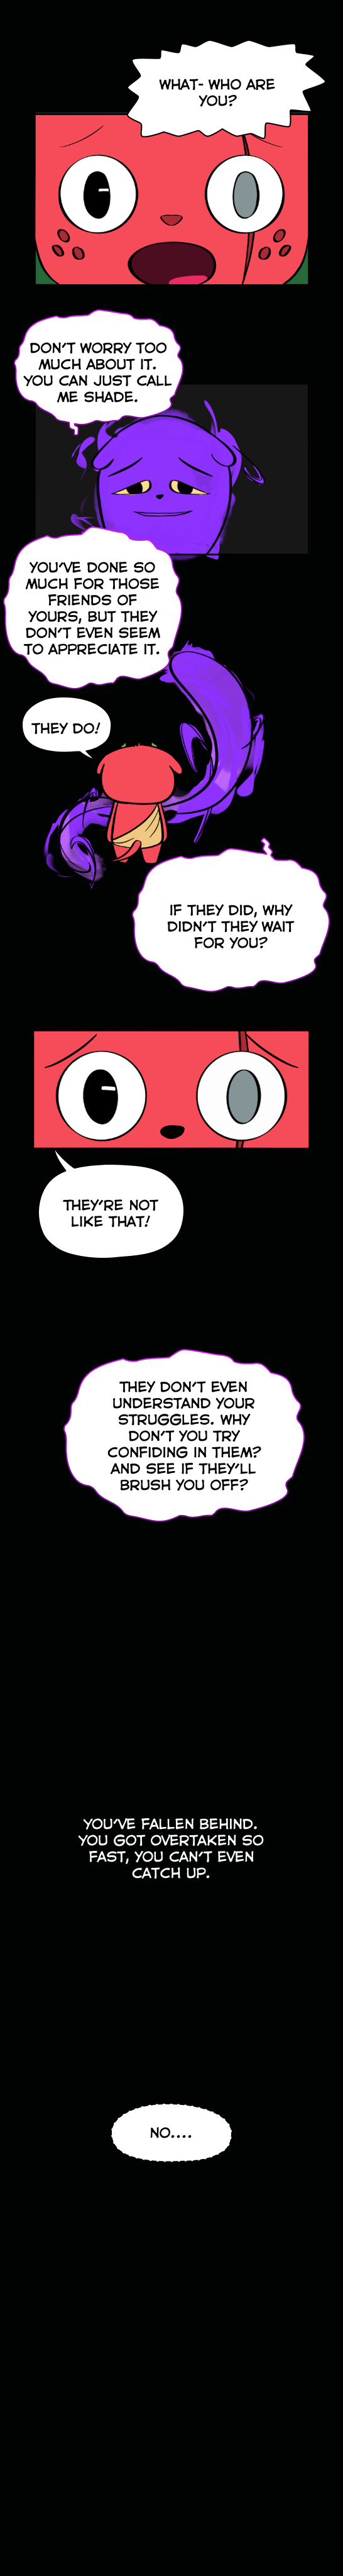 WHAT- WHO ARE
YOU?
DON'T WORRY TOO
MUCH ABOUT IT.
YOU CAN JUST CALL
ME SHADE.
YOU'VE DONE SO
MUCH FOR THOSE
FRIENDS OF
YOURS, BUT THEY
DON'T EVEN SEEM
TO APPRECIATE IT.
THEY DO!
IF THEY DID, WHY
DIDN'T THEY WAIT
FOR YOU?
THEY'RE NOT
LIKE THAT!
THEY DON'T EVEN
UNDERSTAND YOUR
STRUGGLES. WHY
DON'T YOU TRY
CONFIDING IN THEM?
AND SEE IF THEY'LL
BRUSH YOU OFF?
YOU'VE FALLEN BEHIND.
YOU GOT OVERTAKEN SO
FAST, YOU CAN'T EVEN
CATCH UP.
NO....